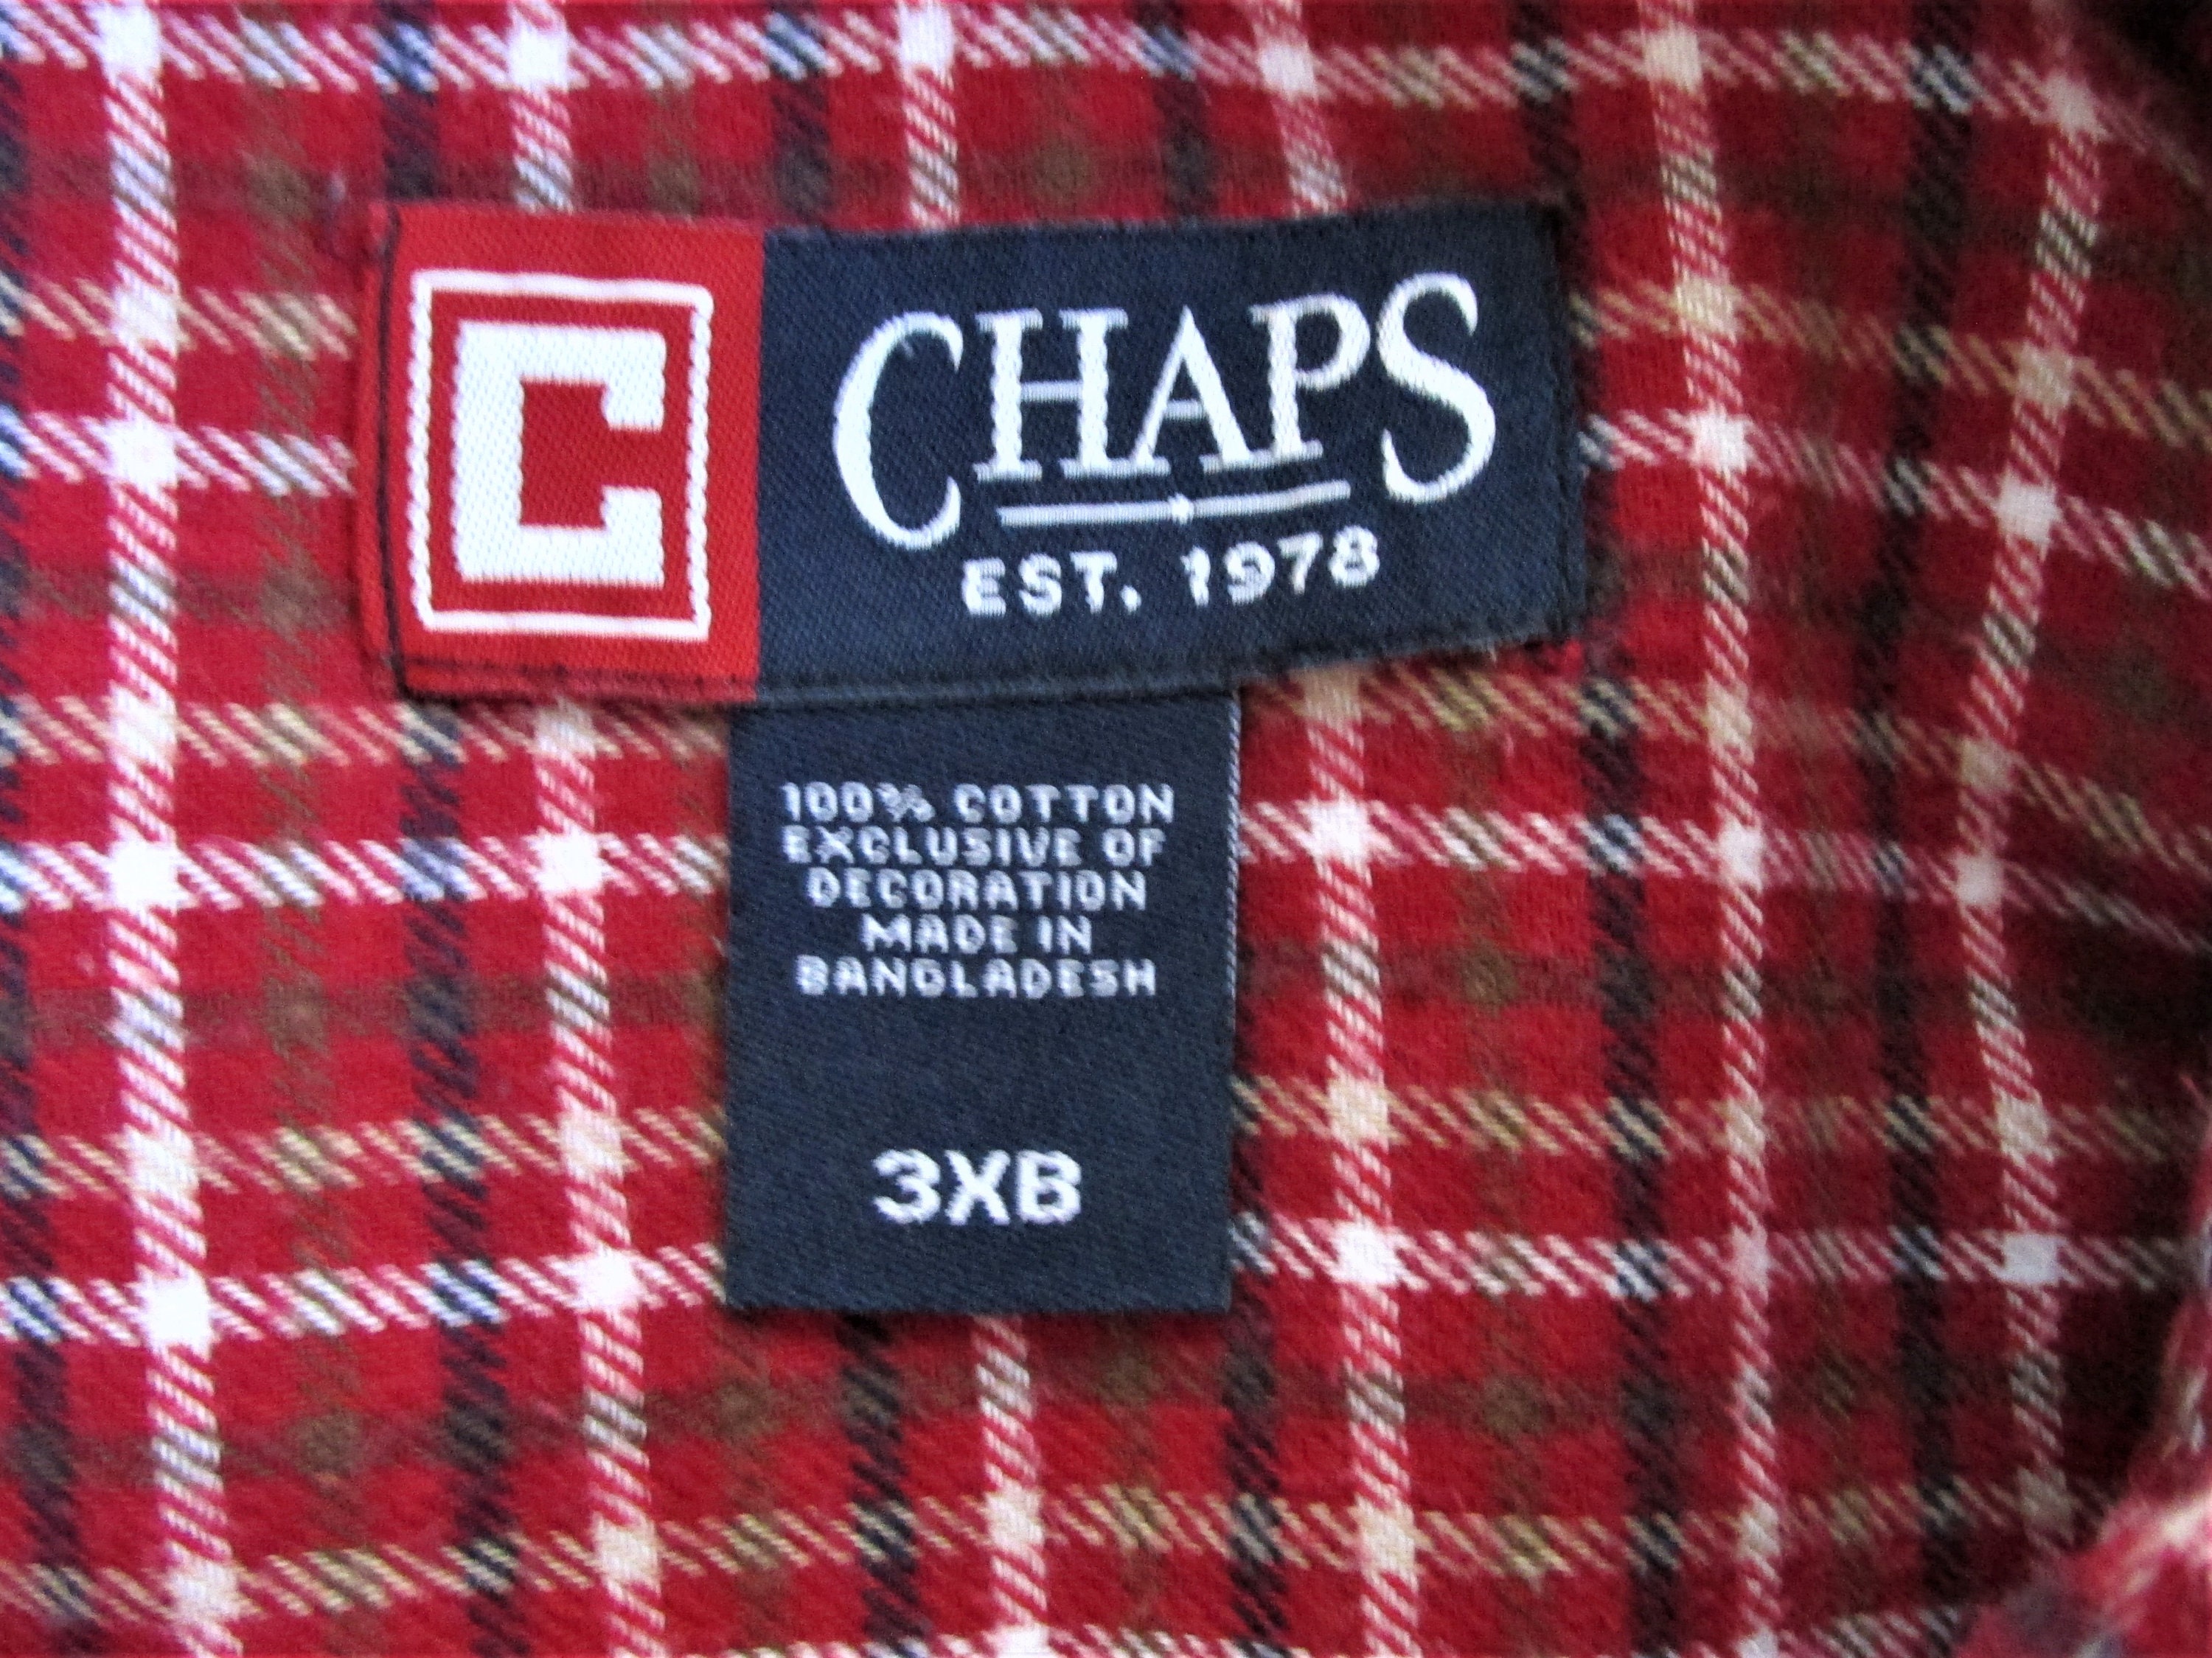 C
CHAPS
EST. 1978
100% COTTON
EXCLUSIVE OF
DECORATION
MADE IN
BANGLADESH
3XB